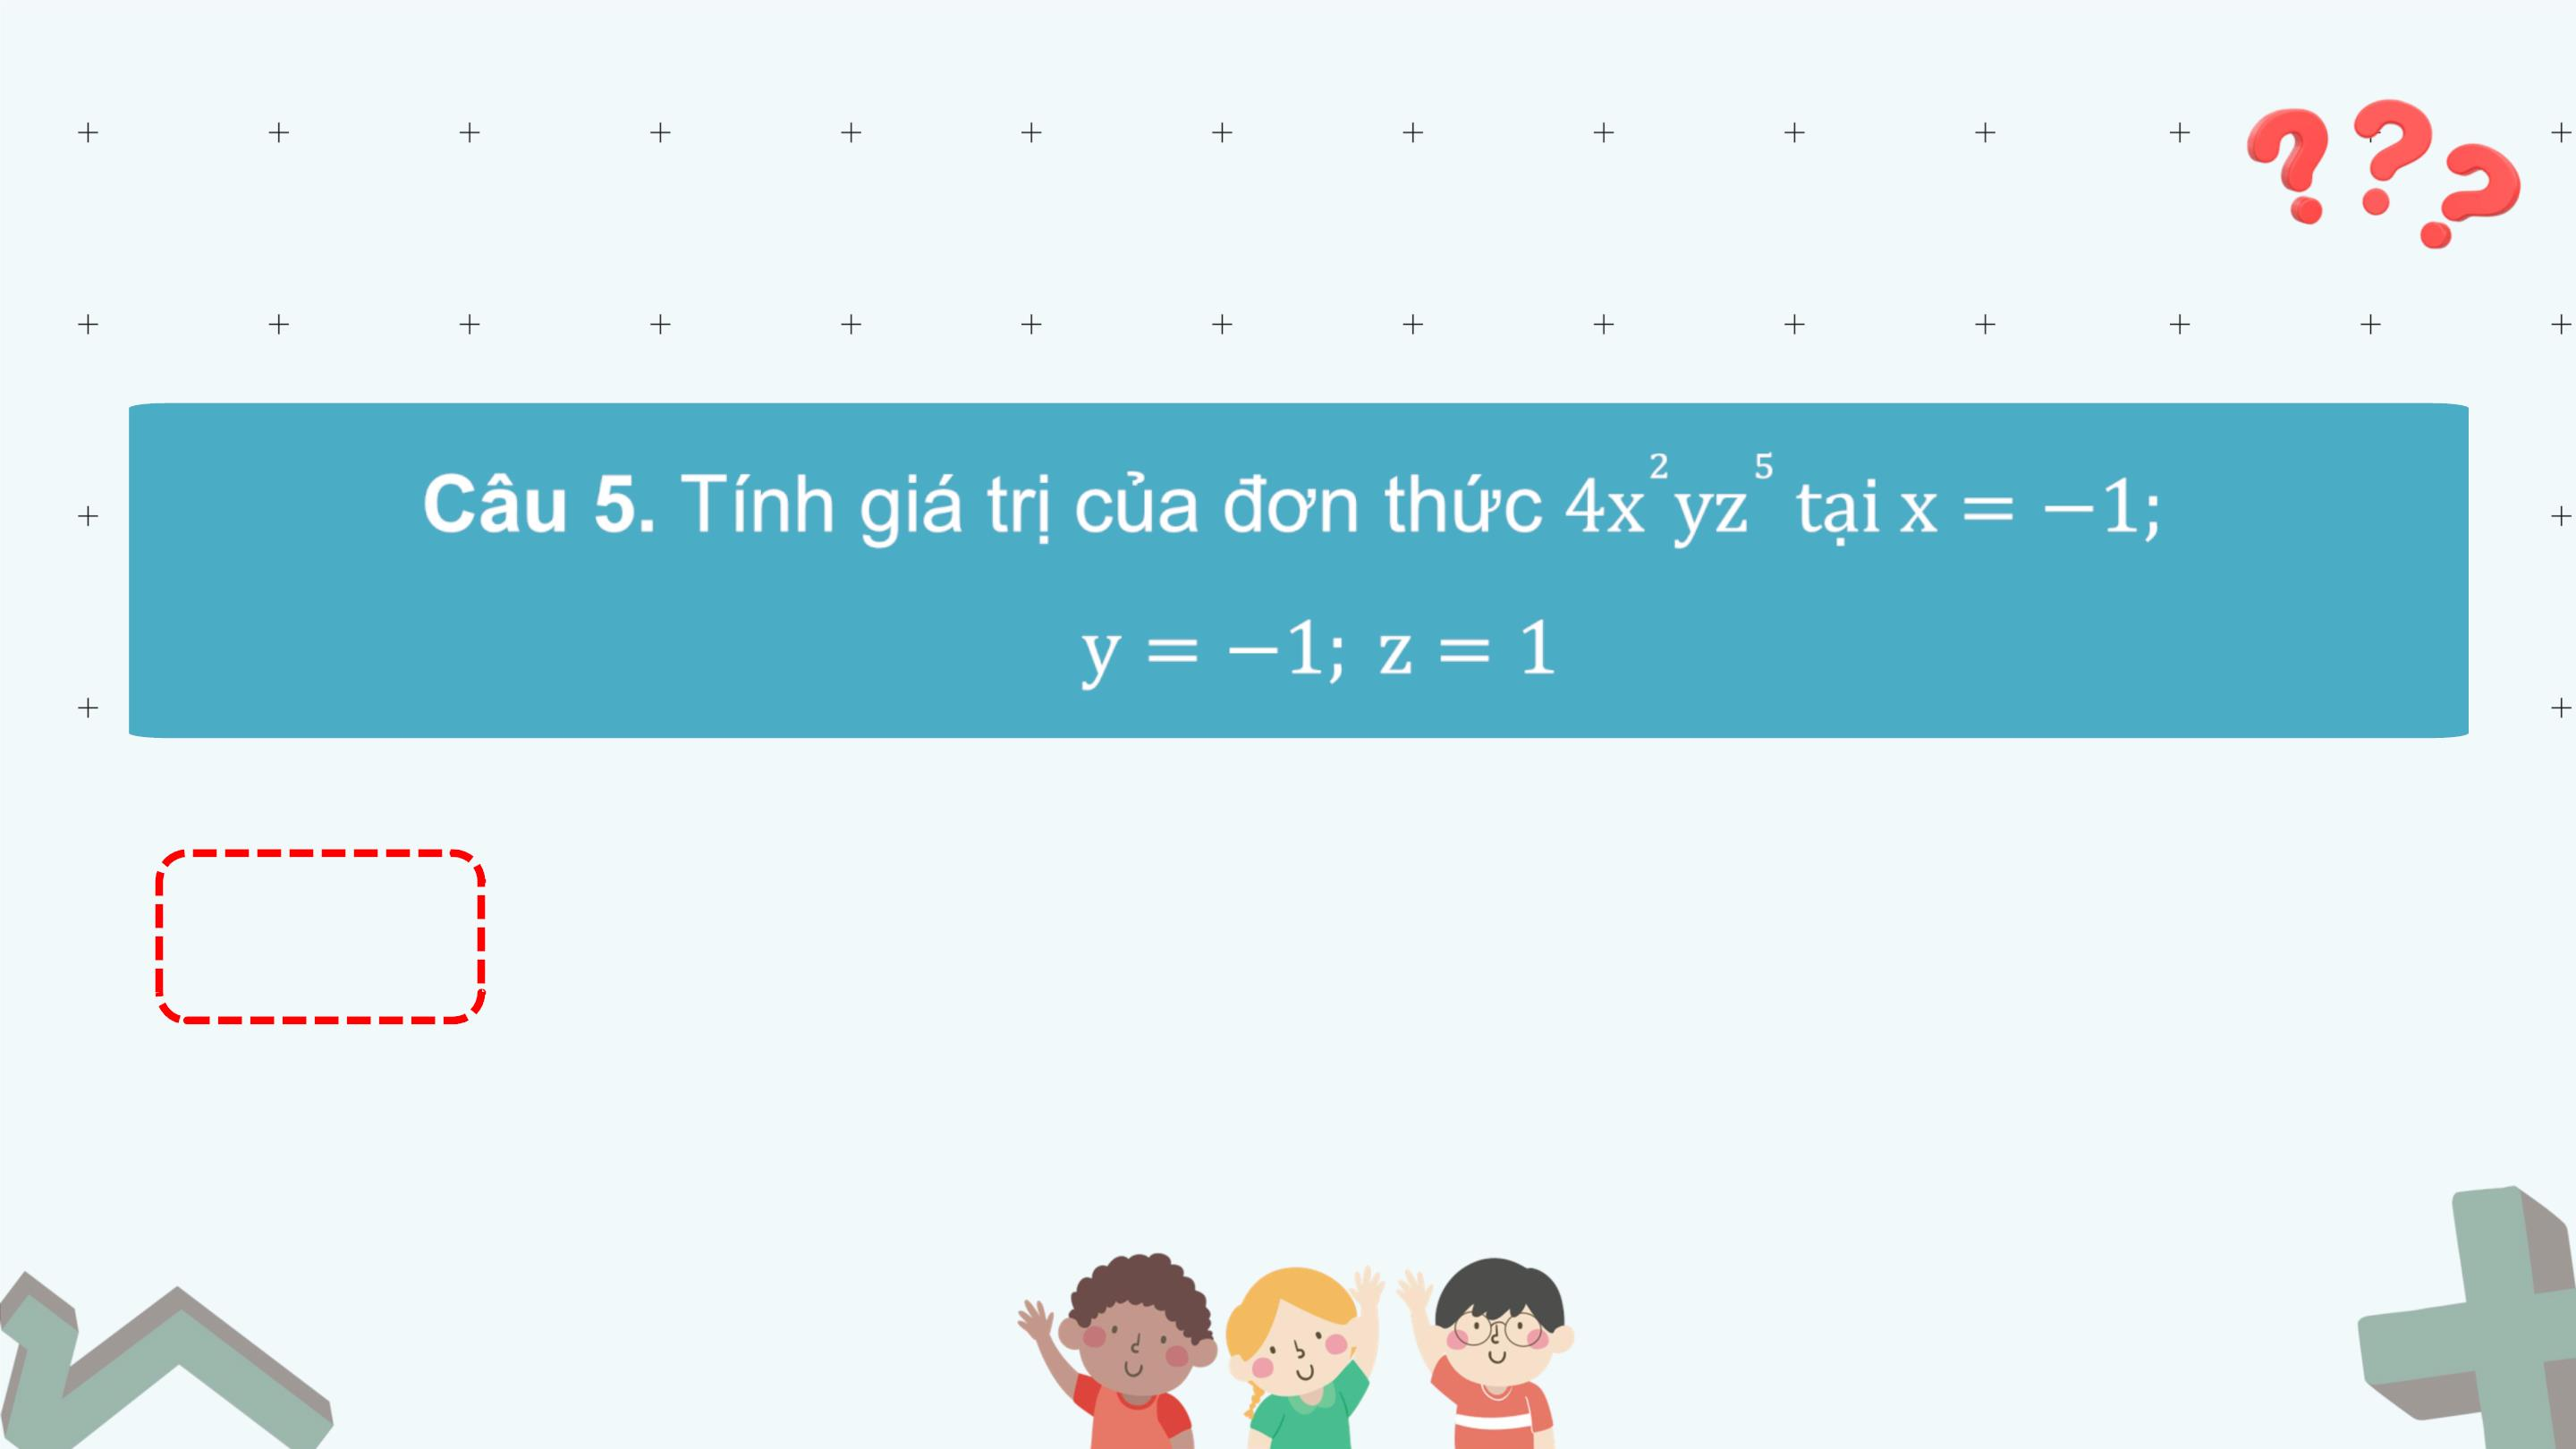 Câu 5. Tính giá trị của đơn thức 4x²yz⁵ tại x = −1;
y = −1; z = 1